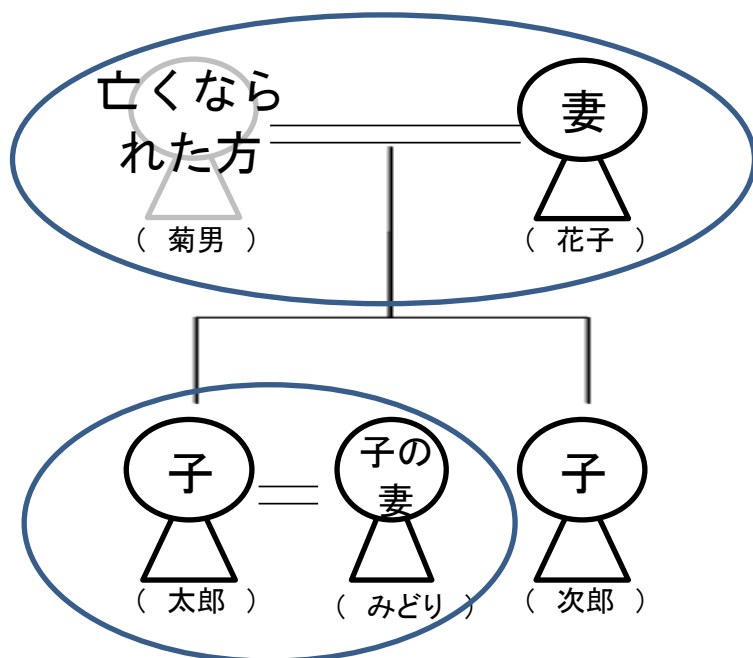 亡くなら
れた方
妻
（ 菊男 ）
（ 花子 ）
子
子の
妻
子
（ 太郎 ）
（ みどり ）
（ 次郎 ）